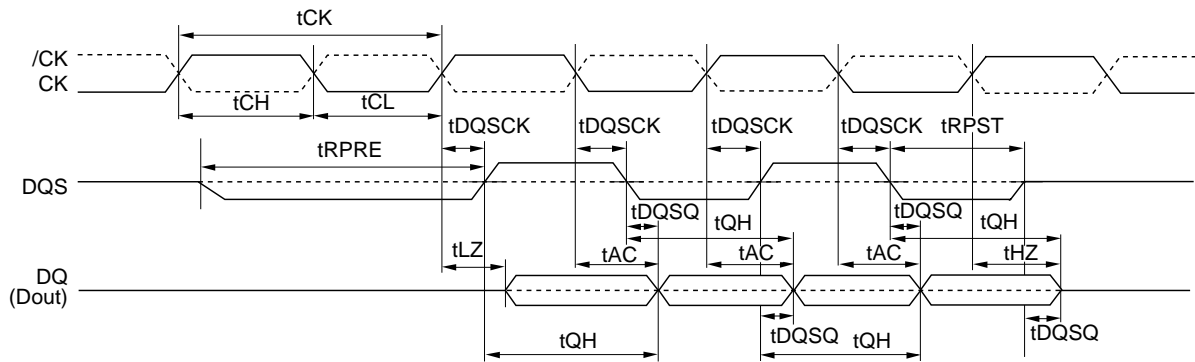 tCK
/CK
CK
tCH tCL
tDQSCK tDQSCK tDQSCK tDQSCK tRPST
tRPRE
DQS
tDQSQ tQH tDQSQ tQH
tLZ tAC tAC tAC tHZ
DQ
(Dout)
tQH tDQSQ tQH tDQSQ